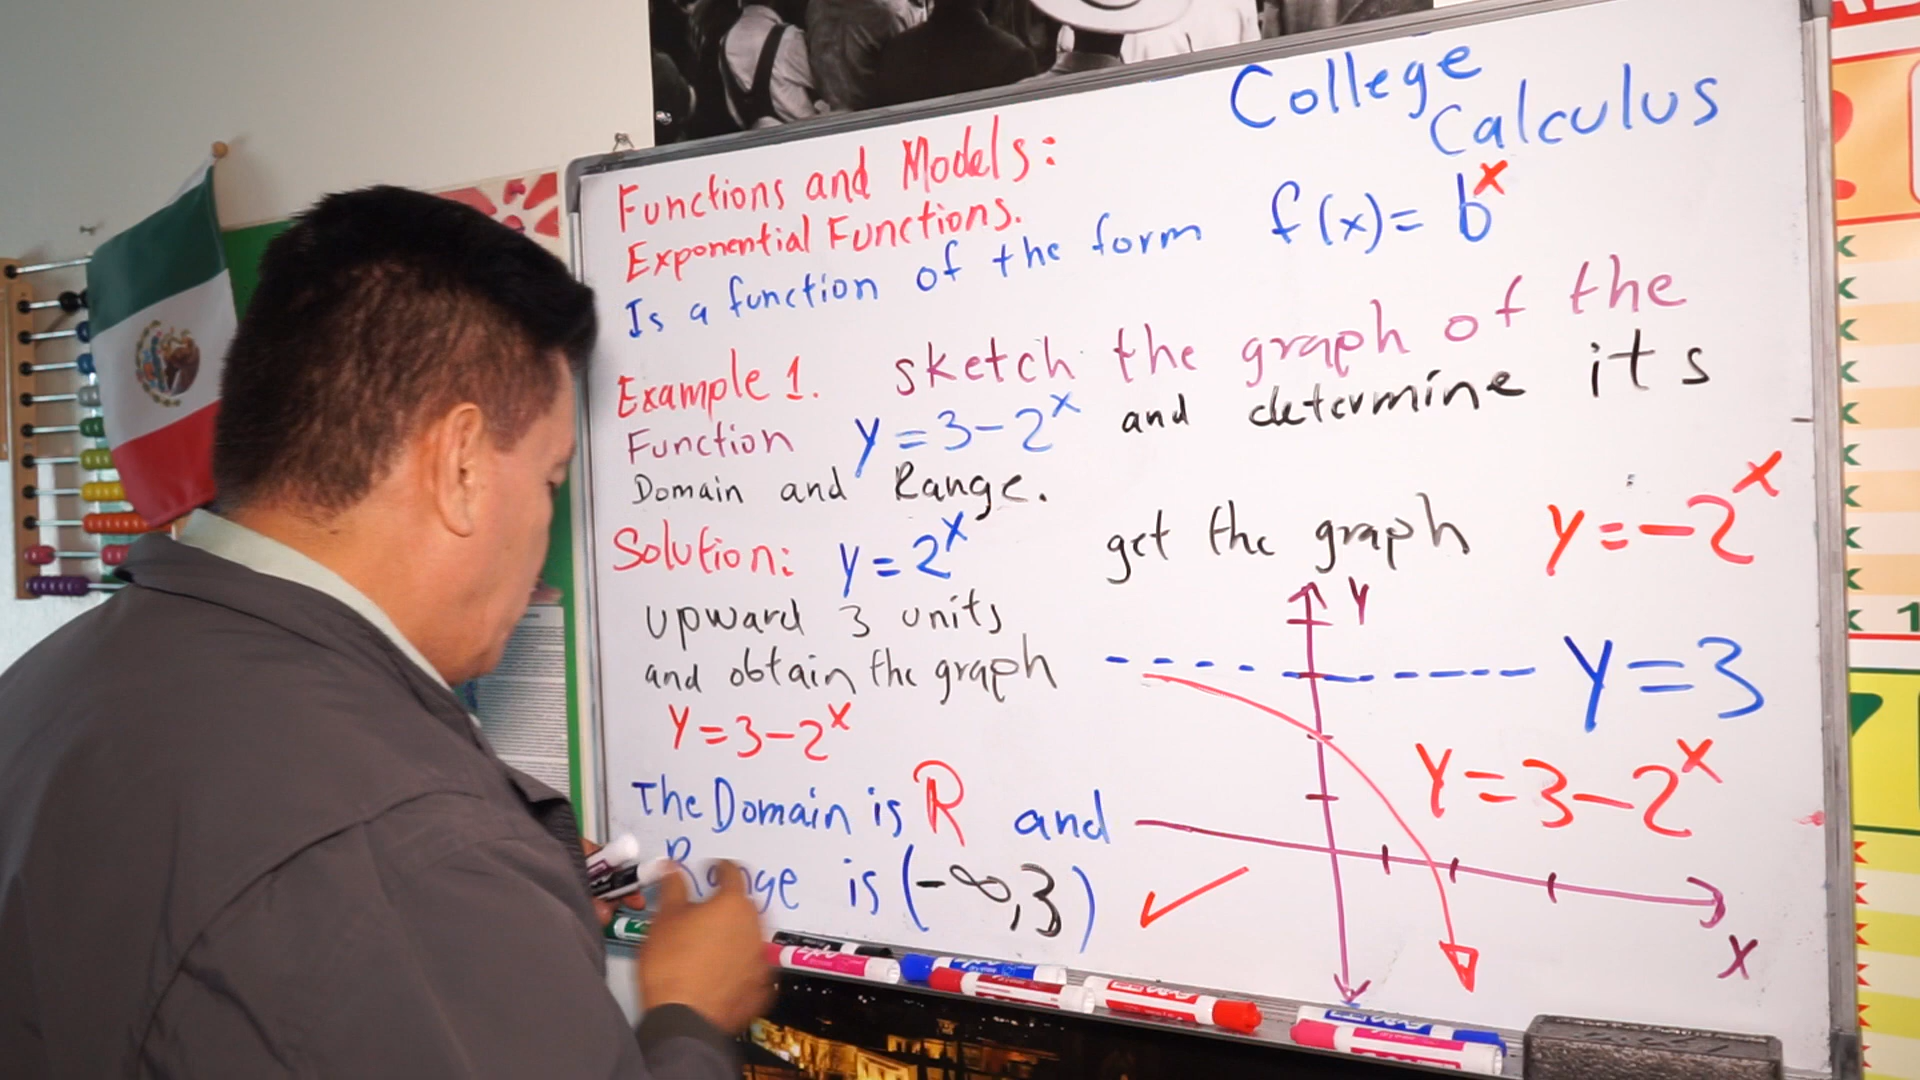 College
Calculus
Functions and Models:
Exponential Functions.
Is a function of the form f(x)= b^x
Example 1. sketch the graph of the
Function y=3-2^x and determine its
Domain and Range.
Solution: y=2^x get the graph y=-2^x
upward 3 units
and obtain the graph
y=3-2^x
The Domain is R and
Range is (-∞,3)
Y
Y=3
Y=3-2^x
X